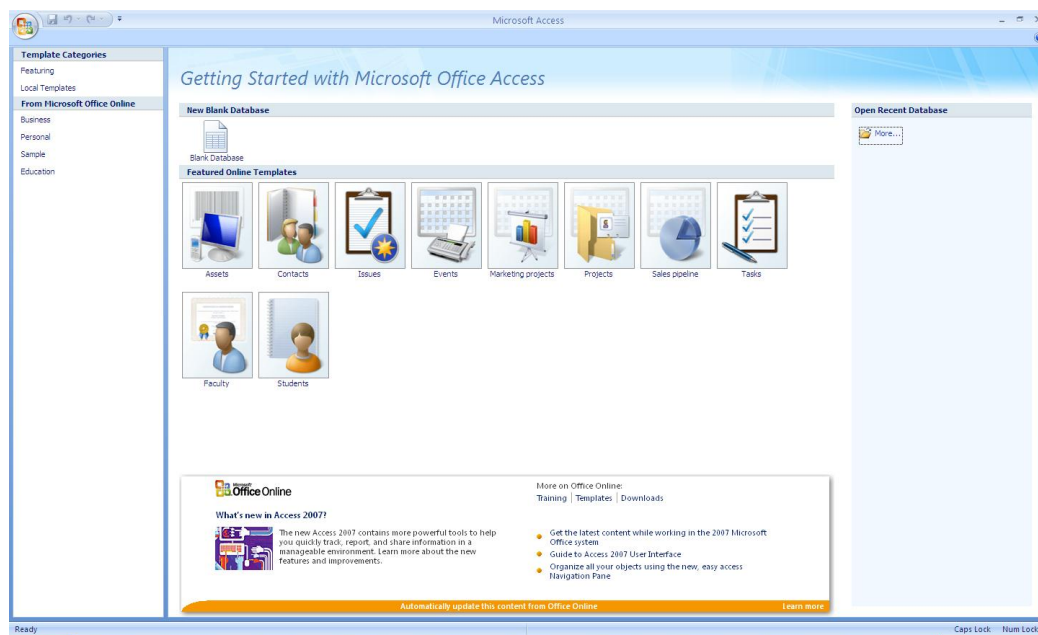 Microsoft Access
Template Categories
Featuring
Local Templates
From Microsoft Office Online
Business
Personal
Sample
Education
Getting Started with Microsoft Office Access
New Blank Database
Blank Database
Featured Online Templates
Assets
Contacts
Issues
Events
Marketing projects
Projects
Sales pipeline
Tasks
Faculty
Students
Open Recent Database
More...
Microsoft
Office Online
What's new in Access 2007?
The new Access 2007 contains more powerful tools to help
you quickly track, report, and share information in a
manageable environment. Learn more about the new
features and improvements.
More on Office Online:
Training | Templates | Downloads
Get the latest content while working in the 2007 Microsoft
Office system
Guide to Access 2007 User Interface
Organize all your objects using the new, easy access
Navigation Pane
Automatically update this content from Office Online
Learn more
Ready
Caps Lock Num Lock